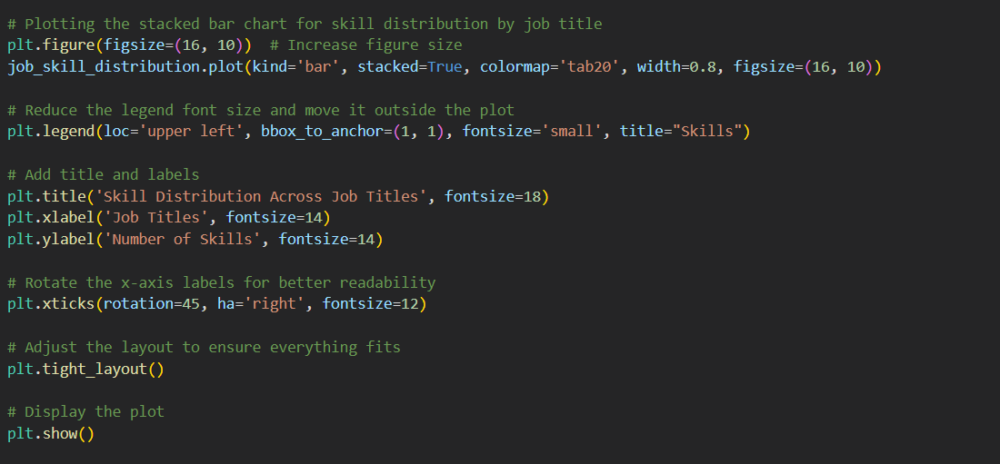 # Plotting the stacked bar chart for skill distribution by job title
plt.figure(figsize=(16, 10))  # Increase figure size
job_skill_distribution.plot(kind='bar', stacked=True, colormap='tab20', width=0.8, figsize=(16, 10))
# Reduce the legend font size and move it outside the plot
plt.legend(loc='upper left', bbox_to_anchor=(1, 1), fontsize='small', title="Skills")
# Add title and labels
plt.title('Skill Distribution Across Job Titles', fontsize=18)
plt.xlabel('Job Titles', fontsize=14)
plt.ylabel('Number of Skills', fontsize=14)
# Rotate the x-axis labels for better readability
plt.xticks(rotation=45, ha='right', fontsize=12)
# Adjust the layout to ensure everything fits
plt.tight_layout()
# Display the plot
plt.show()